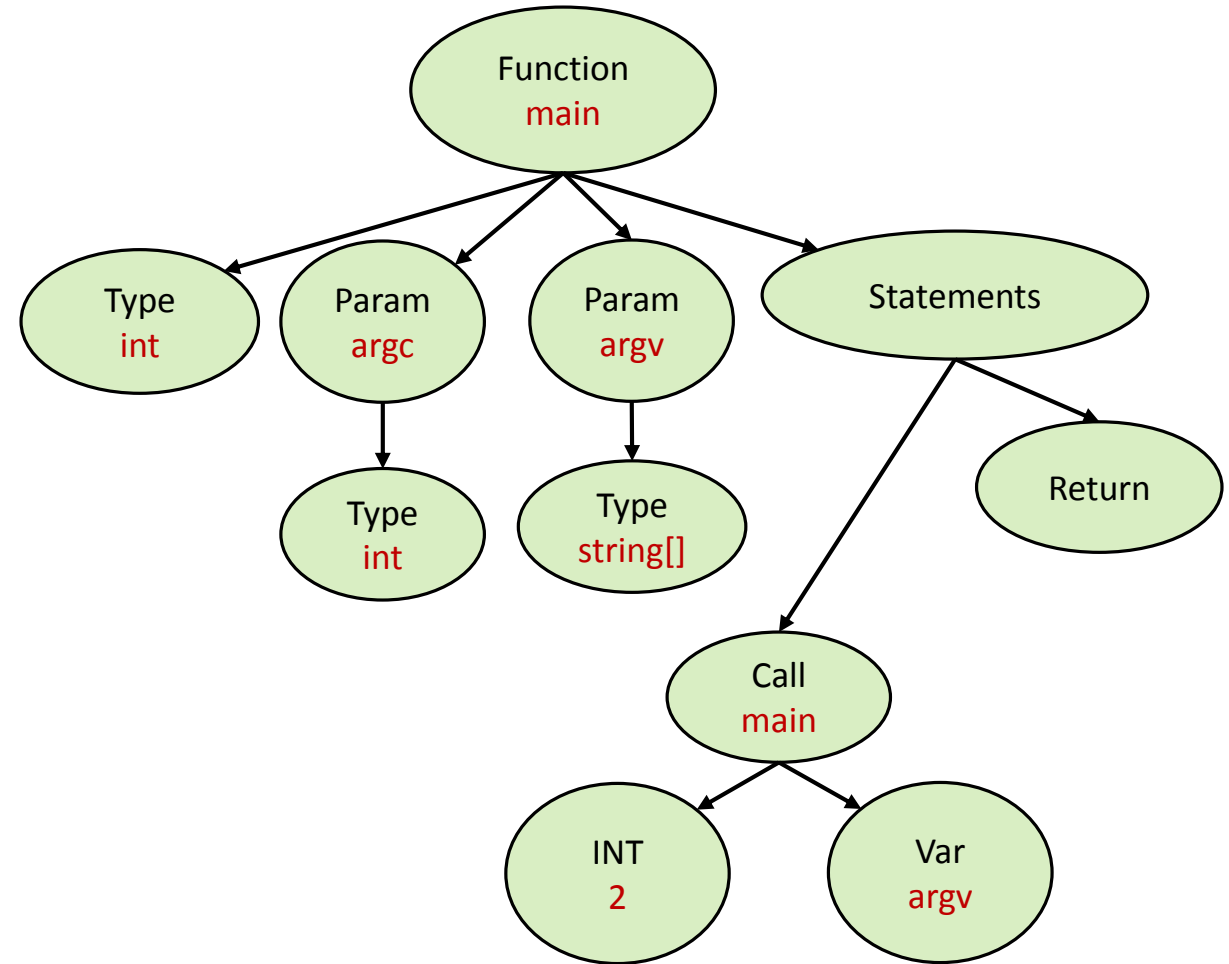 Function
main
Type
int
Param
argc
Param
argv
Statements
Type
int
Type
string[]
Return
Call
main
INT
2
Var
argv